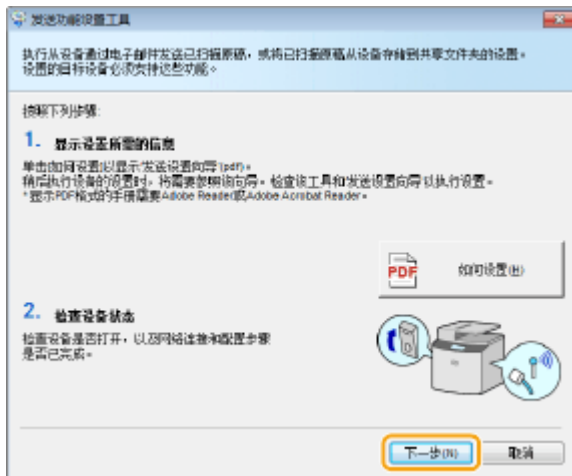 发送功能设置工具
执行从设备通过电子邮件发送已扫描原稿，或将已扫描原稿从设备存储到共享文件夹的设置。
设置的目标设备必须支持这些功能。
按照下列步骤:
1. 显示设置所需的信息
单击[如何设置]以显示"发送设置向导"(pdf)。
稍后执行设备的设置时，将需要参照该向导。检查该工具和"发送设置向导"以执行设置。
*显示PDF格式的手册需要Adobe Reader或Adobe Acrobat Reader。
PDF
如何设置(H)
2. 检查设备状态
检查设备是否打开，以及网络连接和配置步骤
是否已完成。
下一步(N)
取消